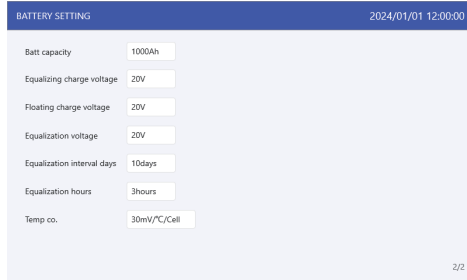 BATTERY SETTING 2024/01/01 12:00:00
Batt capacity 1000Ah
Equalizing charge voltage 20V
Floating charge voltage 20V
Equalization voltage 20V
Equalization interval days 10days
Equalization hours 3hours
Temp co. 30mV/℃/Cell
2/2